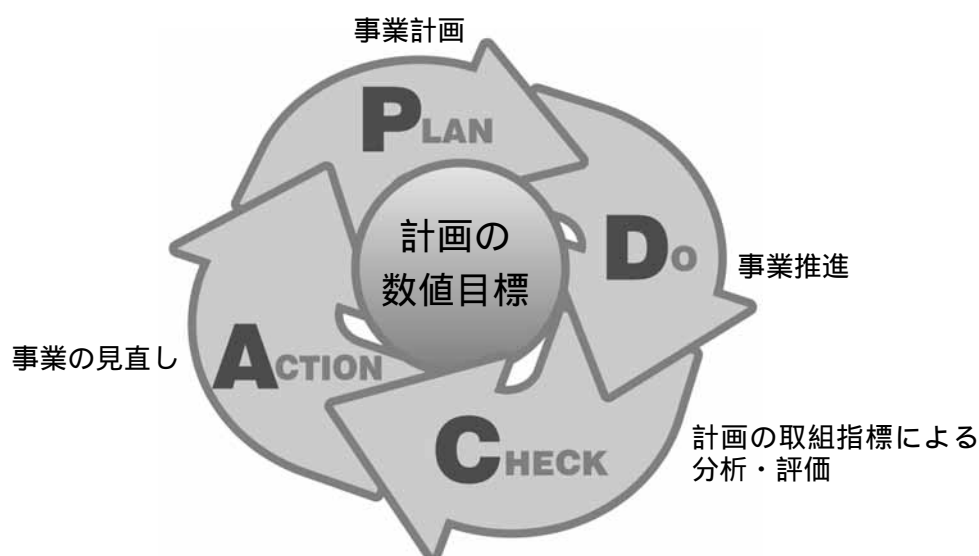 事業計画
PLAN
計画の
数値目標
DO
事業推進
事業の見直し
ACTION
計画の取組指標による
分析・評価
CHECK